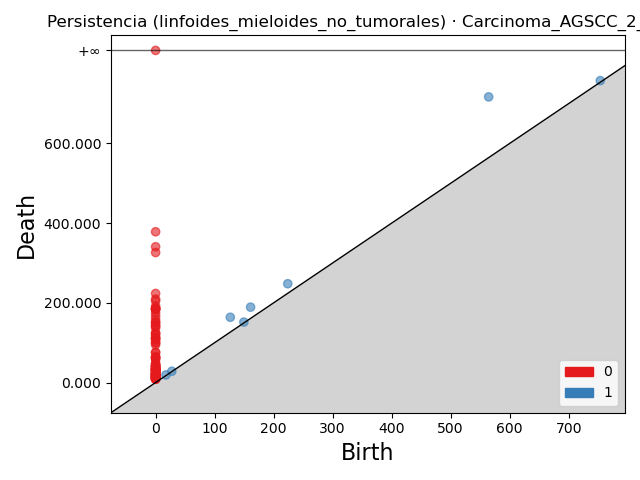 Persistencia (linfoides_mieloides_no_tumorales) · Carcinoma_AGSCC_2_
+∞
600.000
400.000
200.000
0.000
Death
0
1
0 100 200 300 400 500 600 700
Birth